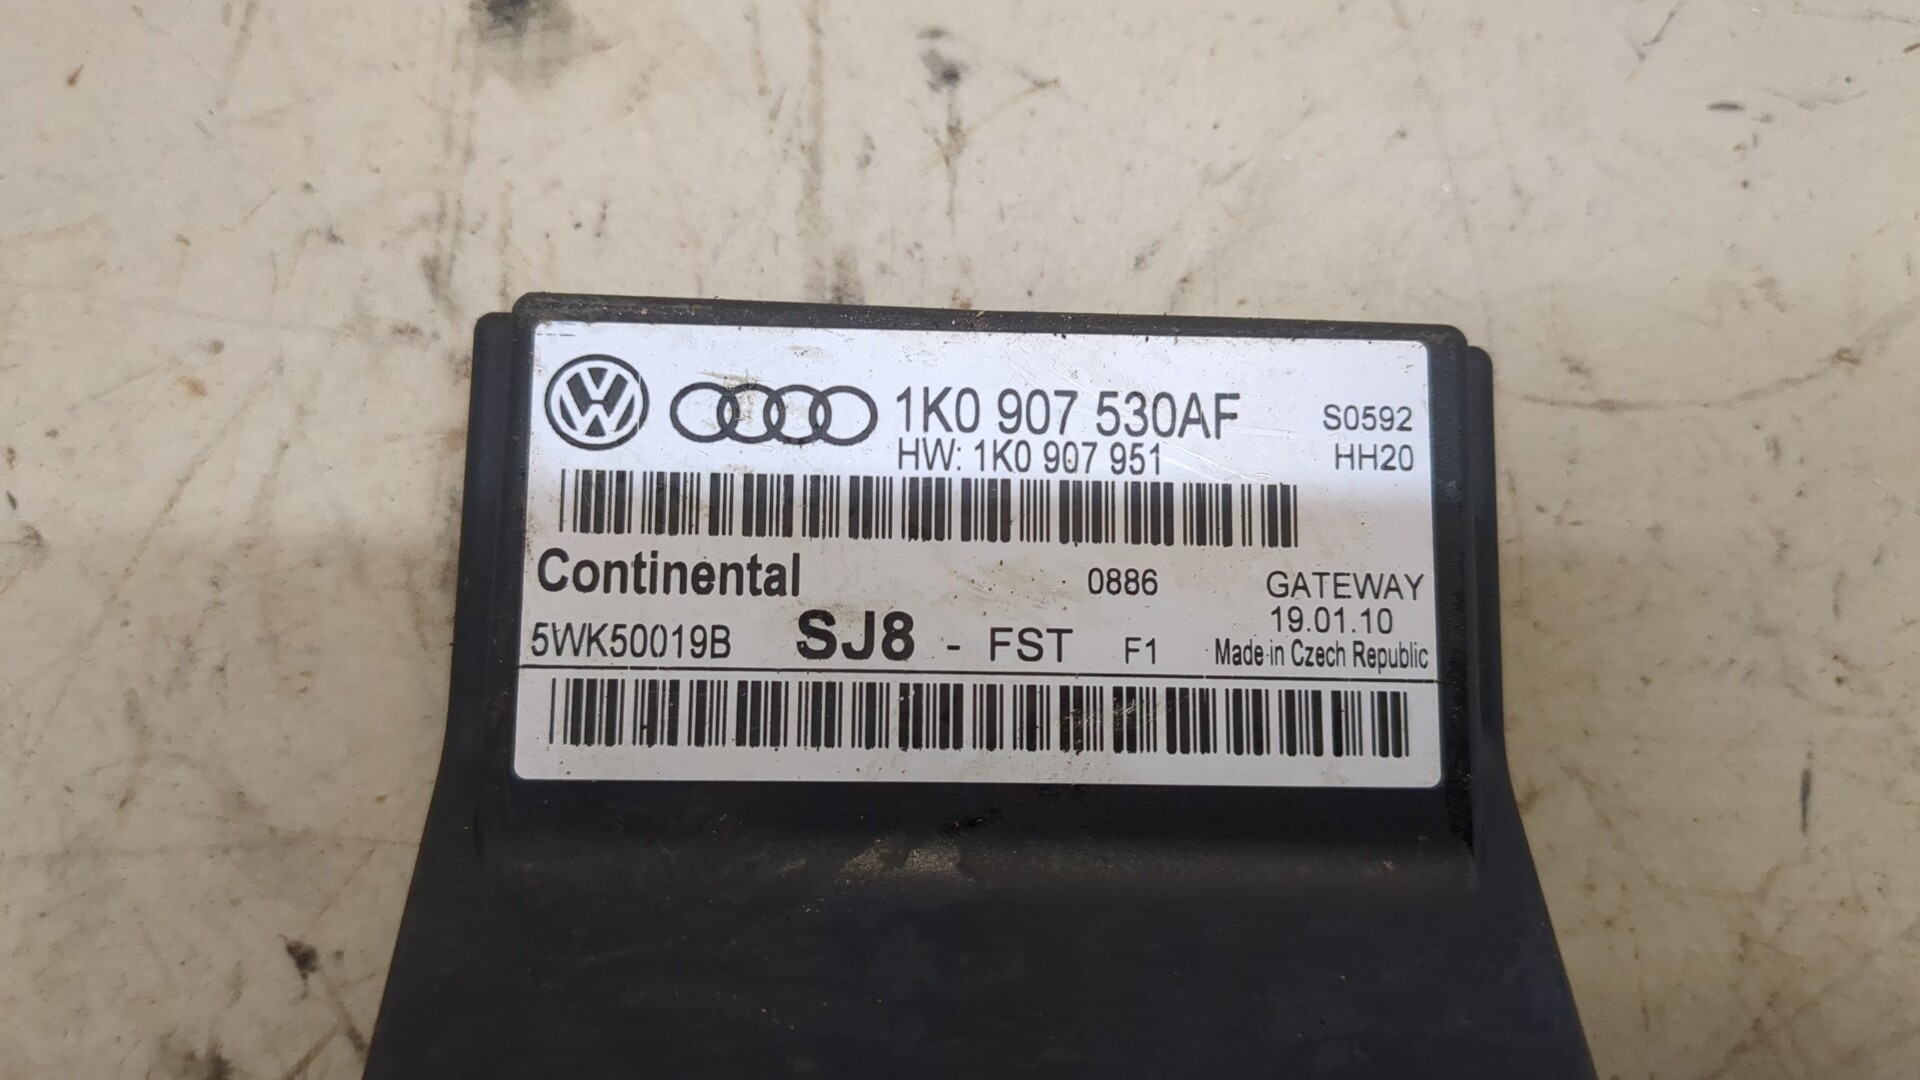 1K0 907 530AF S0592
HW: 1K0 907 951 HH20
Continental 0886 GATEWAY
19.01.10
5WK50019B SJ8 - FST F1 Made in Czech Republic